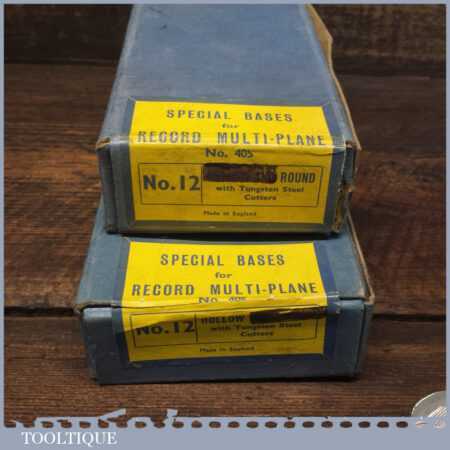 SPECIAL BASES
for
RECORD MULTI-PLANE
No. 405
No. 12
ROUND
with Tungsten Steel
Cutters
Made in England
SPECIAL BASES
for
RECORD MULTI-PLANE
No. 405
No. 12
HOLLOW
with Tungsten Steel
Cutters
Made in England
TOOLTIQUE